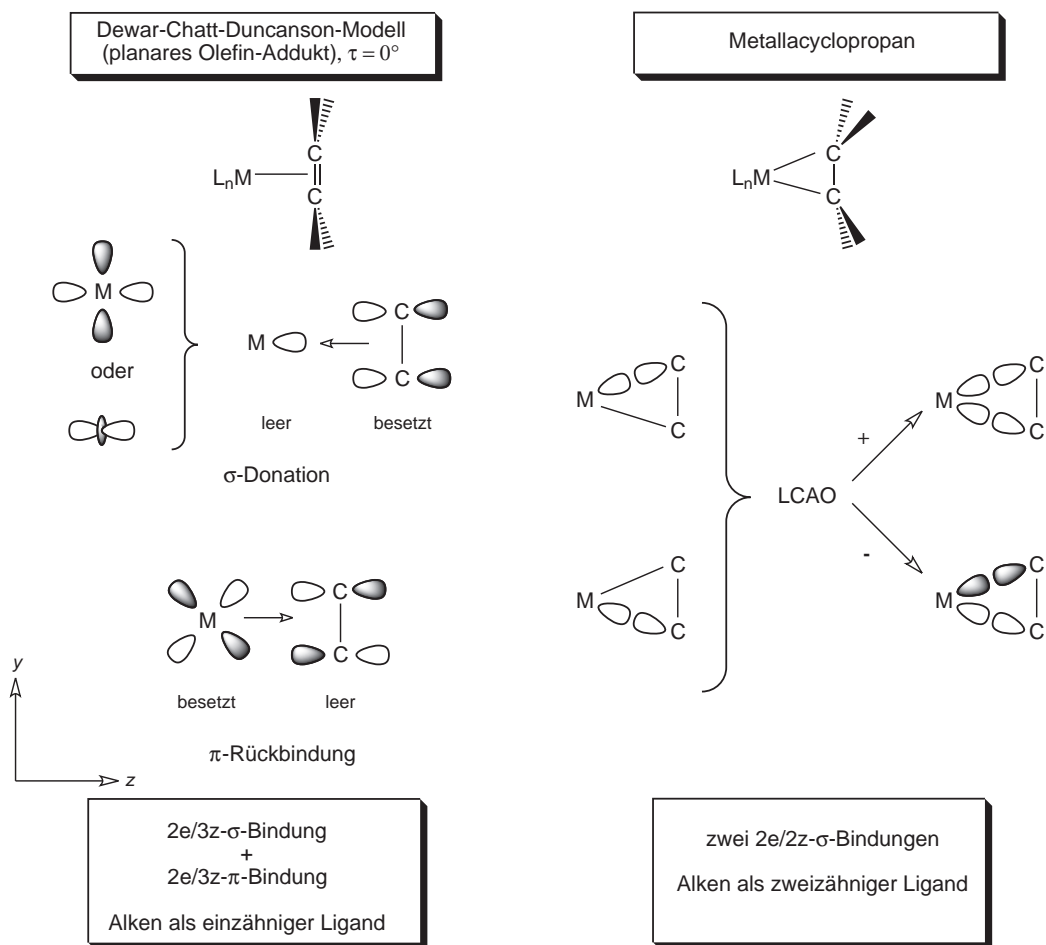 Dewar-Chatt-Duncanson-Modell
(planares Olefin-Addukt), τ = 0°
C
LnM
C
M
oder
M
C
C
leer
besetzt
σ-Donation
M
C
C
besetzt
leer
π-Rückbindung
y
z
2e/3z-σ-Bindung
+
2e/3z-π-Bindung
Alken als einzähniger Ligand
Metallacyclopropan
C
LnM
C
C
M
C
C
M
C
LCAO
+
-
C
M
C
C
M
C
zwei 2e/2z-σ-Bindungen
Alken als zweizähniger Ligand